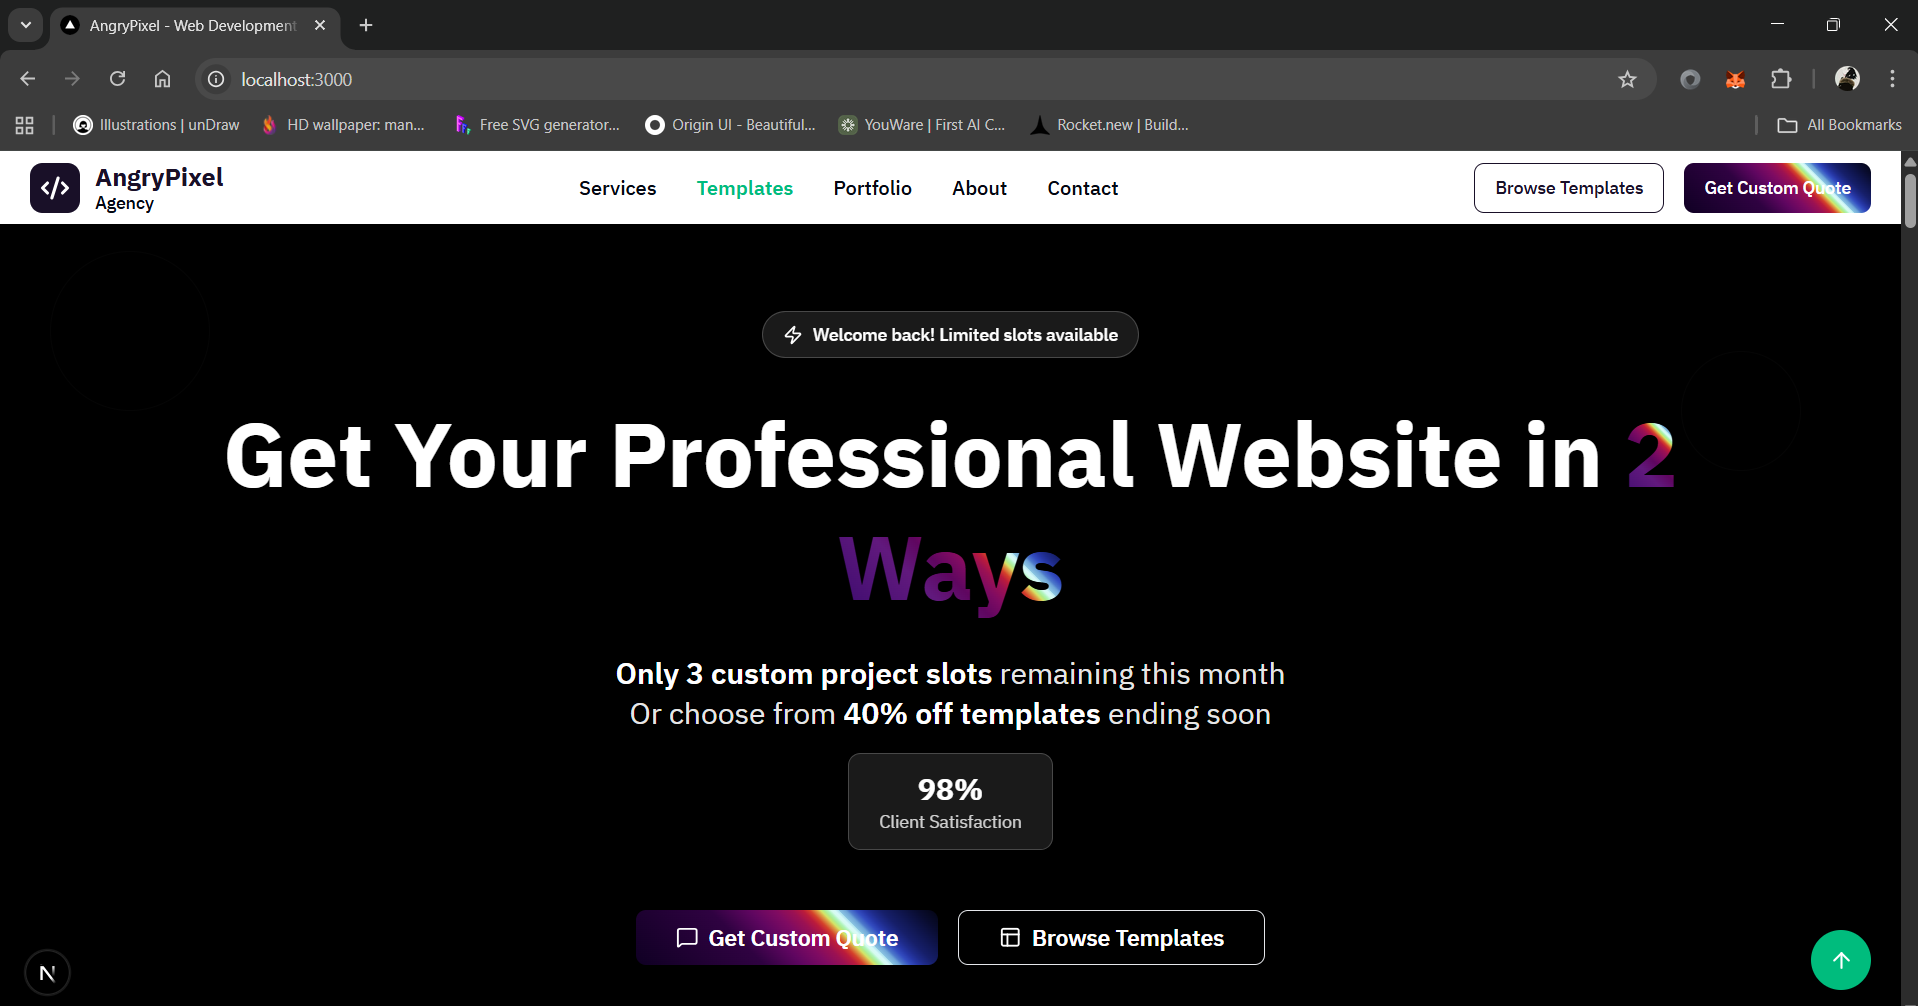 AngryPixel - Web Development
localhost:3000
Illustrations | unDraw
HD wallpaper: man...
Free SVG generator...
Origin UI - Beautiful...
YouWare | First AI C...
Rocket.new | Build...
All Bookmarks
AngryPixel
Agency
Services
Templates
Portfolio
About
Contact
Browse Templates
Get Custom Quote
Welcome back! Limited slots available
Get Your Professional Website in 2
Ways
Only 3 custom project slots remaining this month
Or choose from 40% off templates ending soon
98%
Client Satisfaction
Get Custom Quote
Browse Templates
N